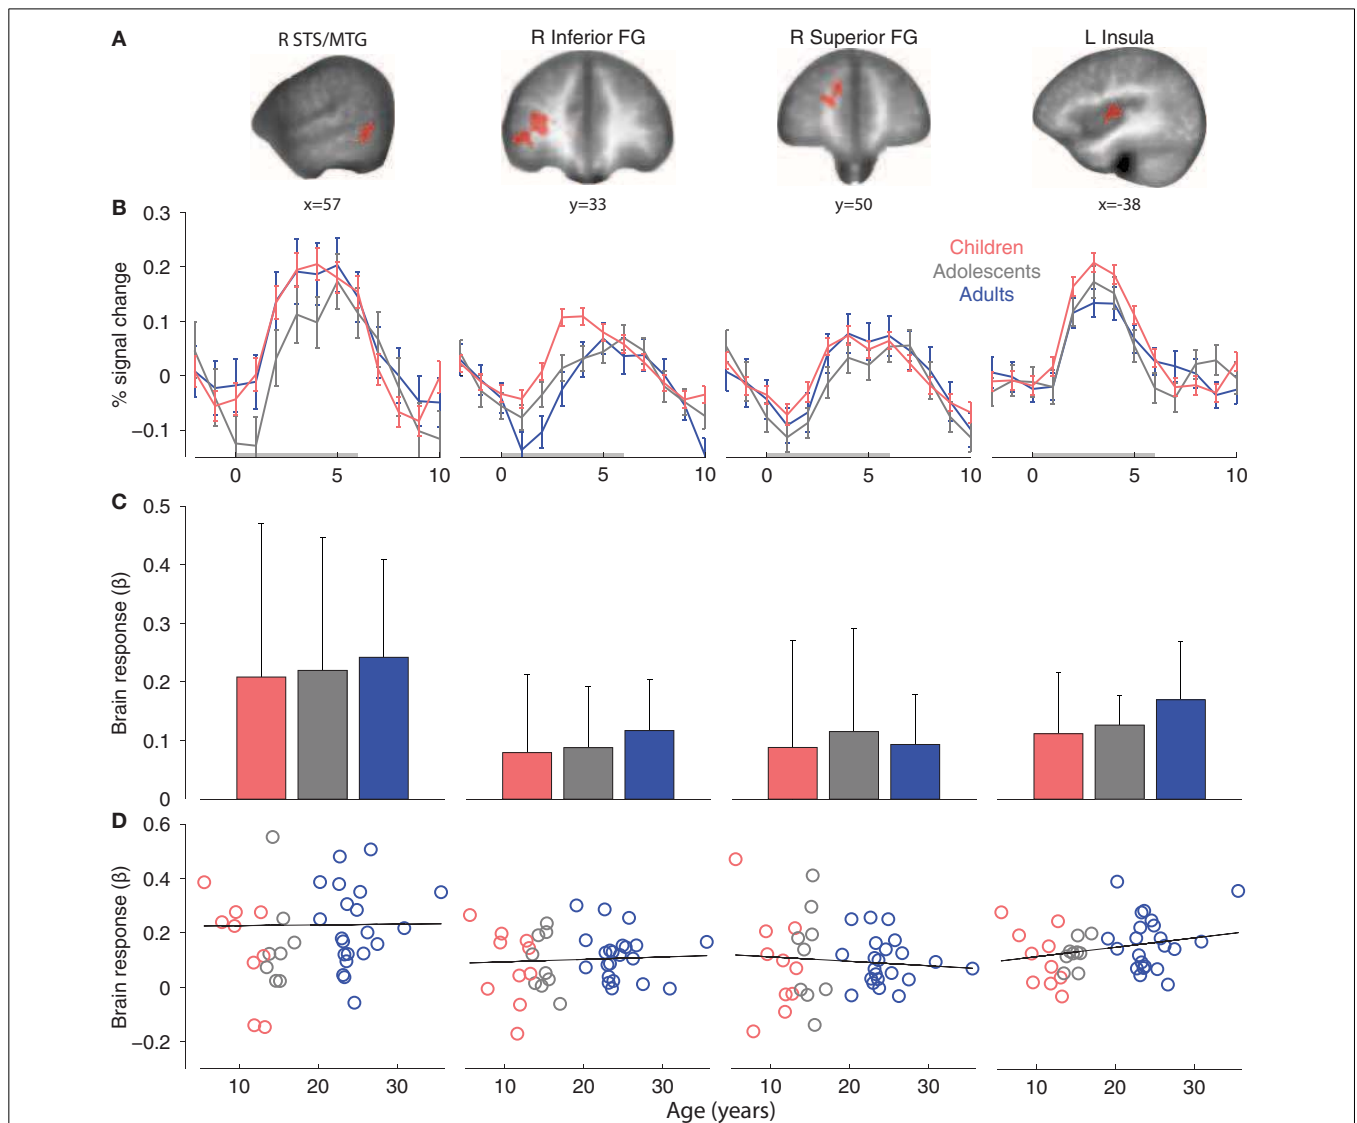 A
R STS/MTG
R Inferior FG
R Superior FG
L Insula
x=57
y=33
y=50
x=-38
B
0.3
0.2
0.1
0
−0.1
% signal change
Children
Adolescents
Adults
0 5 10
0 5 10
0 5 10
0 5 10
C
0.5
0.4
0.3
0.2
0.1
0
Brain response (β)
D
0.6
0.4
0.2
0
−0.2
Brain response (β)
10 20 30
10 20 30
10 20 30
10 20 30
Age (years)